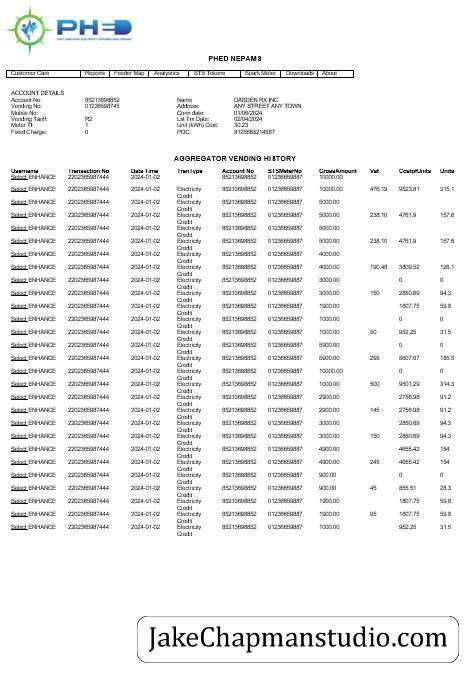 PHED
PORT HARCOURT ELECTRICITY DISTRIBUTION COMPANY
PHED NEPAMS
Customer Care Reports Feeder Map Analystics STS Tokens Spark Meter Downloads About
ACCOUNT DETAILS
Account No: 85213698852 Name DASDEN RX INC
Vending No: 01236598745 Address: ANY STREET ANY TOWN
Mobile No: Conn date: 01/06/2024
Vending Tariff: R2 Lst Trn Date: 02/04/2024
Meter TI: 1 Unit (kWh) Cost: 30.23
Fixed Charge: 0 POC: 8125663214587
AGGREGATOR VENDING HISTORY
Username Transaction No Date Time TranType Account No STSMeterNo GrossAmount Vat CostofUnits Units
Select ENHANCE 2202365987444 2024-01-02 85213698852 01236659887 10000.00
Select ENHANCE 2202365987444 2024-01-02 Electricity 85213698852 01236659887 10000.00 476.19 9523.81 315.1
Credit
Select ENHANCE 2202365987444 2024-01-02 Electricity 85213698852 01236659887 5000.00
Credit
Select ENHANCE 2202365987444 2024-01-02 Electricity 85213698852 01236659887 5000.00 238.10 4761.9 157.6
Credit
Select ENHANCE 2202365987444 2024-01-02 Electricity 85213698852 01236659887 5000.00
Credit
Select ENHANCE 2202365987444 2024-01-02 Electricity 85213698852 01236659887 5000.00 238.10 4761.9 157.6
Credit
Select ENHANCE 2202365987444 2024-01-02 Electricity 85213698852 01236659887 4000.00
Credit
Select ENHANCE 2202365987444 2024-01-02 Electricity 85213698852 01236659887 4000.00 190.48 3809.52 126.1
Credit
Select ENHANCE 2202365987444 2024-01-02 Electricity 85213698852 01236659887 3000.00 0 0
Credit
Select ENHANCE 2202365987444 2024-01-02 Electricity 85213698852 01236659887 3000.00 150 2850.69 94.3
Credit
Select ENHANCE 2202365987444 2024-01-02 Electricity 85213698852 01236659887 1900.00 1807.75 59.8
Credit
Select ENHANCE 2202365987444 2024-01-02 Electricity 85213698852 01236659887 1000.00 0 0
Credit
Select ENHANCE 2202365987444 2024-01-02 Electricity 85213698852 01236659887 1000.00 50 952.25 31.5
Credit
Select ENHANCE 2202365987444 2024-01-02 Electricity 85213698852 01236659887 5900.00 0 0
Credit
Select ENHANCE 2202365987444 2024-01-02 Electricity 85213698852 01236659887 5900.00 295 5607.67 185.5
Credit
Select ENHANCE 2202365987444 2024-01-02 Electricity 85213698852 01236659887 10000.00 0 0
Credit
Select ENHANCE 2202365987444 2024-01-02 Electricity 85213698852 01236659887 1000.00 500 9501.29 314.3
Credit
Select ENHANCE 2202365987444 2024-01-02 Electricity 85213698852 01236659887 2900.00 2756.98 91.2
Credit
Select ENHANCE 2202365987444 2024-01-02 Electricity 85213698852 01236659887 2900.00 145 2756.98 91.2
Credit
Select ENHANCE 2202365987444 2024-01-02 Electricity 85213698852 01236659887 3000.00 2850.69 94.3
Credit
Select ENHANCE 2202365987444 2024-01-02 Electricity 85213698852 01236659887 3000.00 150 2850.69 94.3
Credit
Select ENHANCE 2202365987444 2024-01-02 Electricity 85213698852 01236659887 4900.00 4655.42 154
Credit
Select ENHANCE 2202365987444 2024-01-02 Electricity 85213698852 01236659887 4900.00 245 4655.42 154
Credit
Select ENHANCE 2202365987444 2024-01-02 Electricity 85213698852 01236659887 900.00 0 0
Credit
Select ENHANCE 2202365987444 2024-01-02 Electricity 85213698852 01236659887 900.00 45 855.51 28.3
Credit
Select ENHANCE 2202365987444 2024-01-02 Electricity 85213698852 01236659887 1900.00 1807.75 59.8
Credit
Select ENHANCE 2202365987444 2024-01-02 Electricity 85213698852 01236659887 1900.00 95 1807.75 59.8
Credit
Select ENHANCE 2202365987444 2024-01-02 Electricity 85213698852 01236659887 1000.00 952.25 31.5
Credit
JakeChapmanstudio.com